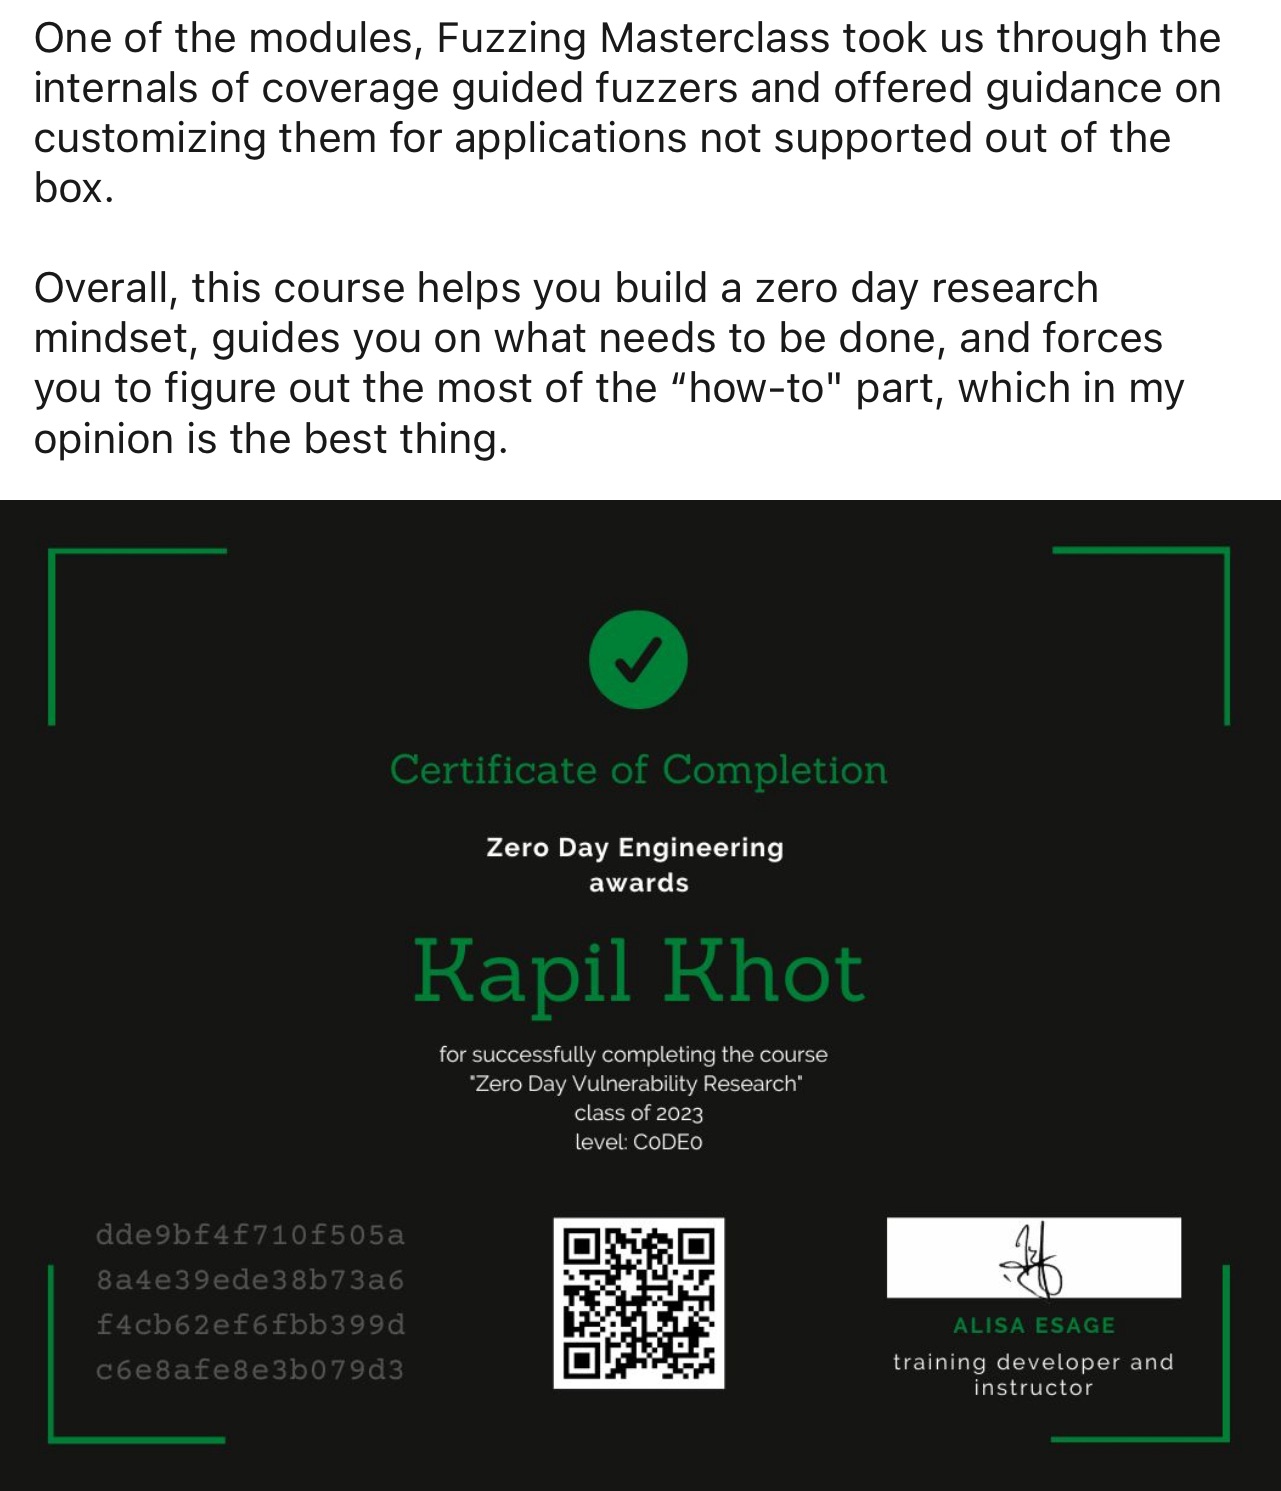 One of the modules, Fuzzing Masterclass took us through the
internals of coverage guided fuzzers and offered guidance on
customizing them for applications not supported out of the
box.
Overall, this course helps you build a zero day research
mindset, guides you on what needs to be done, and forces
you to figure out the most of the “how-to" part, which in my
opinion is the best thing.
Certificate of Completion
Zero Day Engineering
awards
Kapil Khot
for successfully completing the course
"Zero Day Vulnerability Research"
class of 2023
level: C0DE0
dde9bf4f710f505a
8a4e39ede38b73a6
f4cb62ef6fbb399d
c6e8afe8e3b079d3
ALISA ESAGE
training developer and
instructor